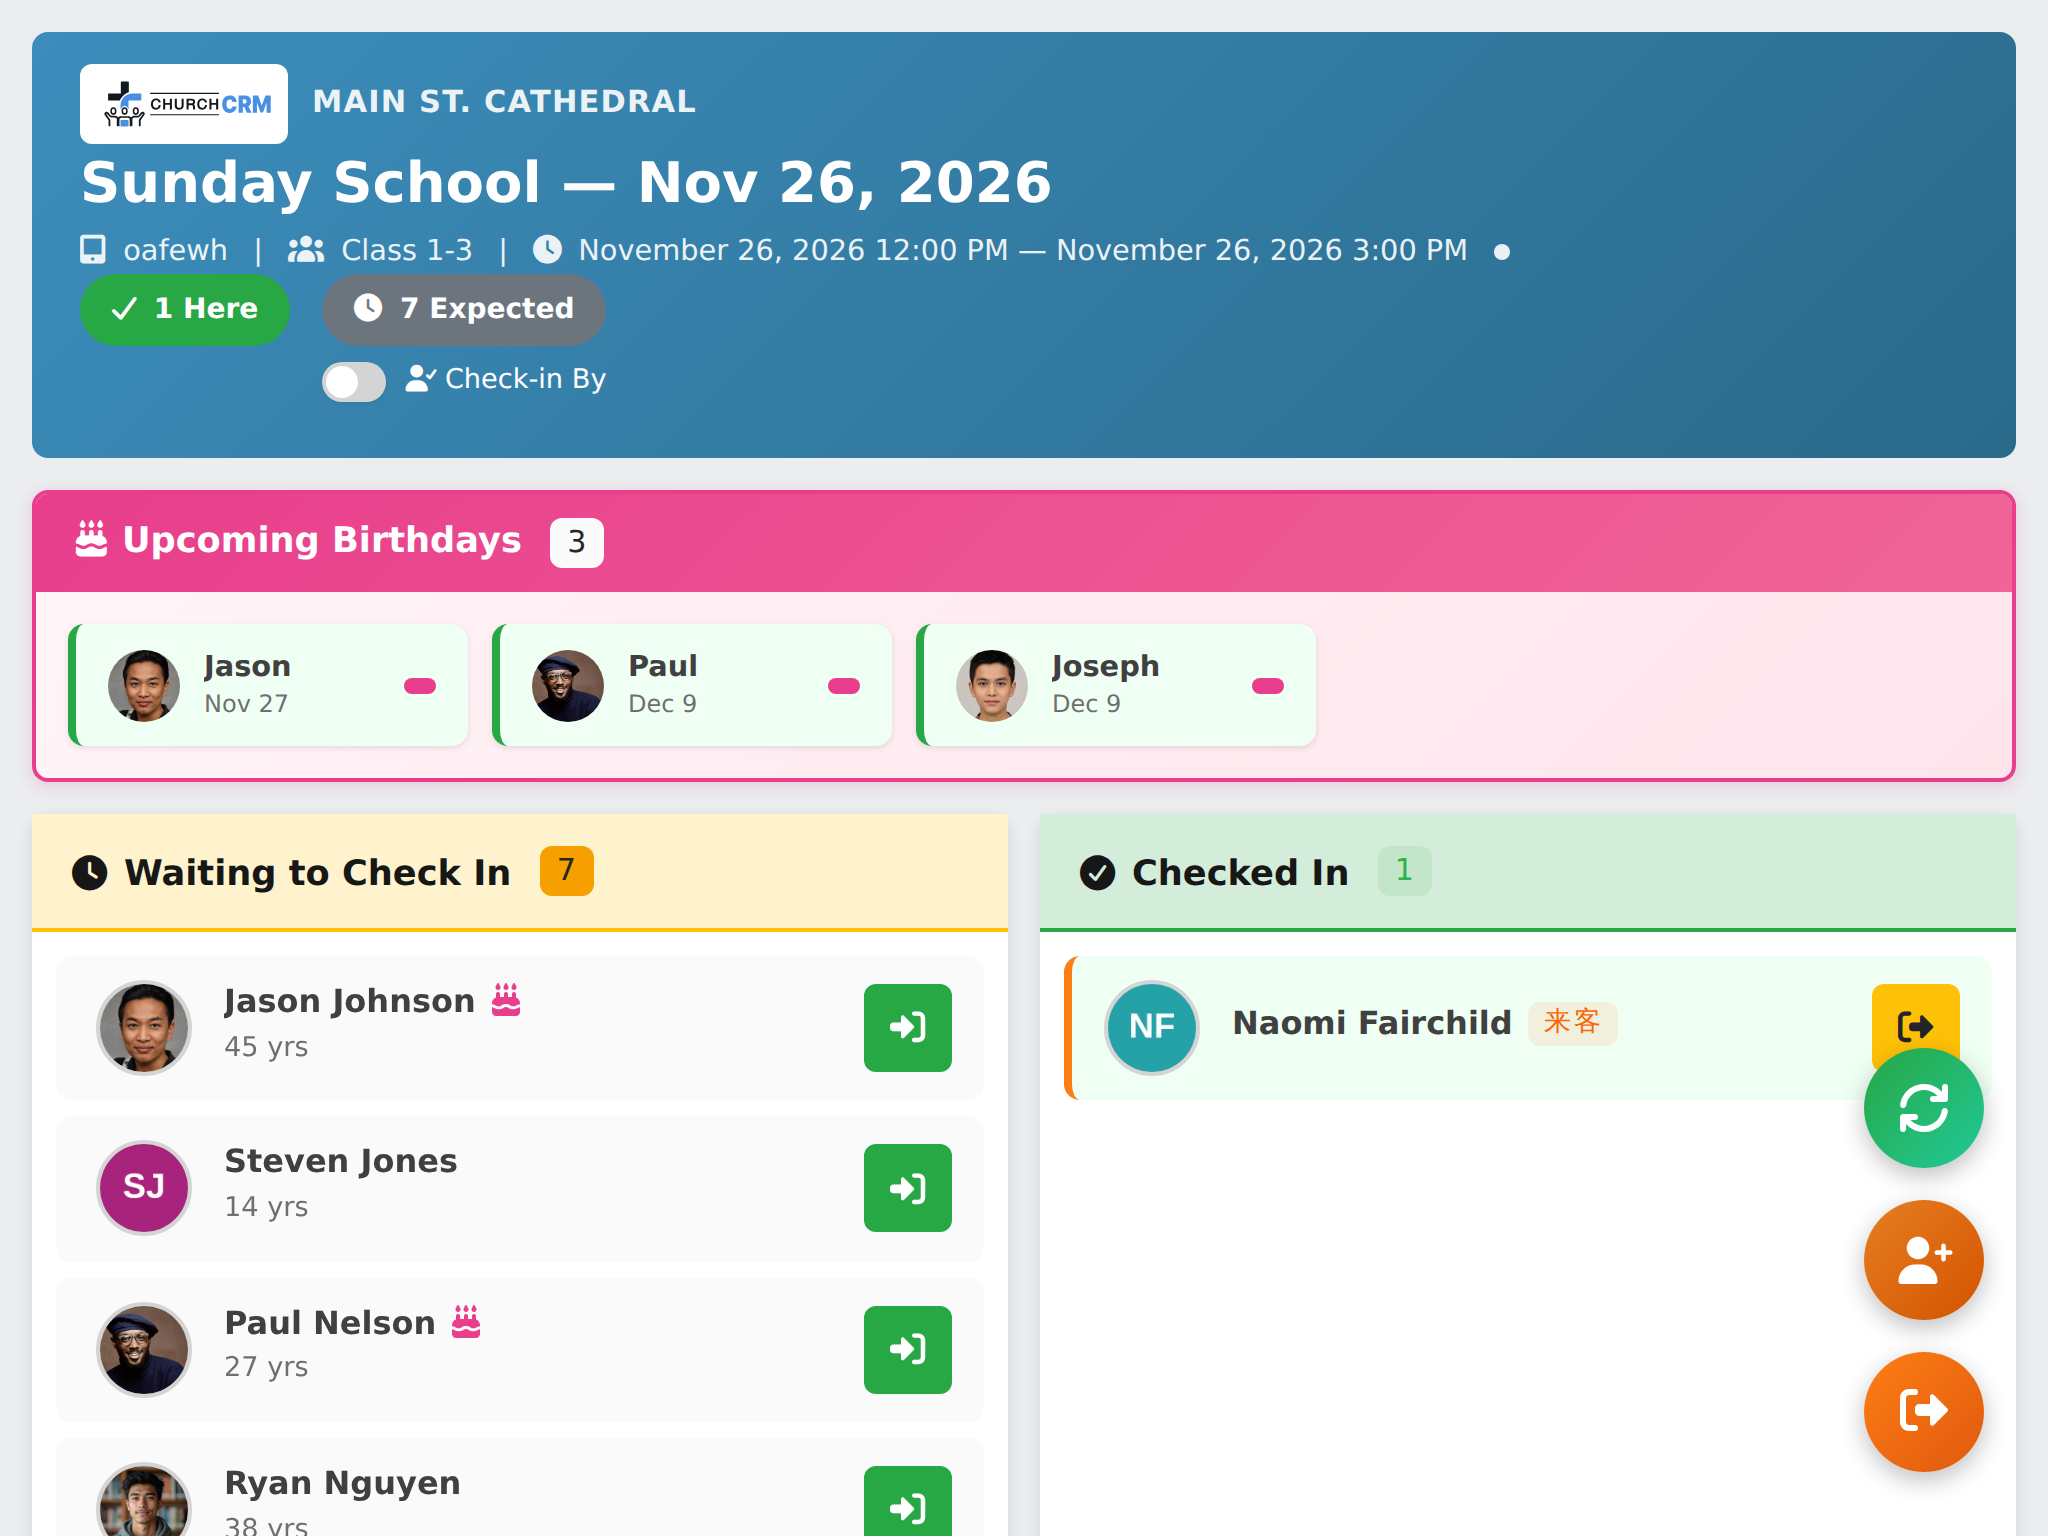 CHURCHCRM
MAIN ST. CATHEDRAL
Sunday School — Nov 26, 2026
oafewh | Class 1-3 | November 26, 2026 12:00 PM — November 26, 2026 3:00 PM
1 Here
7 Expected
Check-in By
Upcoming Birthdays 3
Jason
Nov 27
Paul
Dec 9
Joseph
Dec 9
Waiting to Check In 7
Jason Johnson
45 yrs
SJ
Steven Jones
14 yrs
Paul Nelson
27 yrs
Ryan Nguyen
38 yrs
Checked In 1
NF
Naomi Fairchild 来客